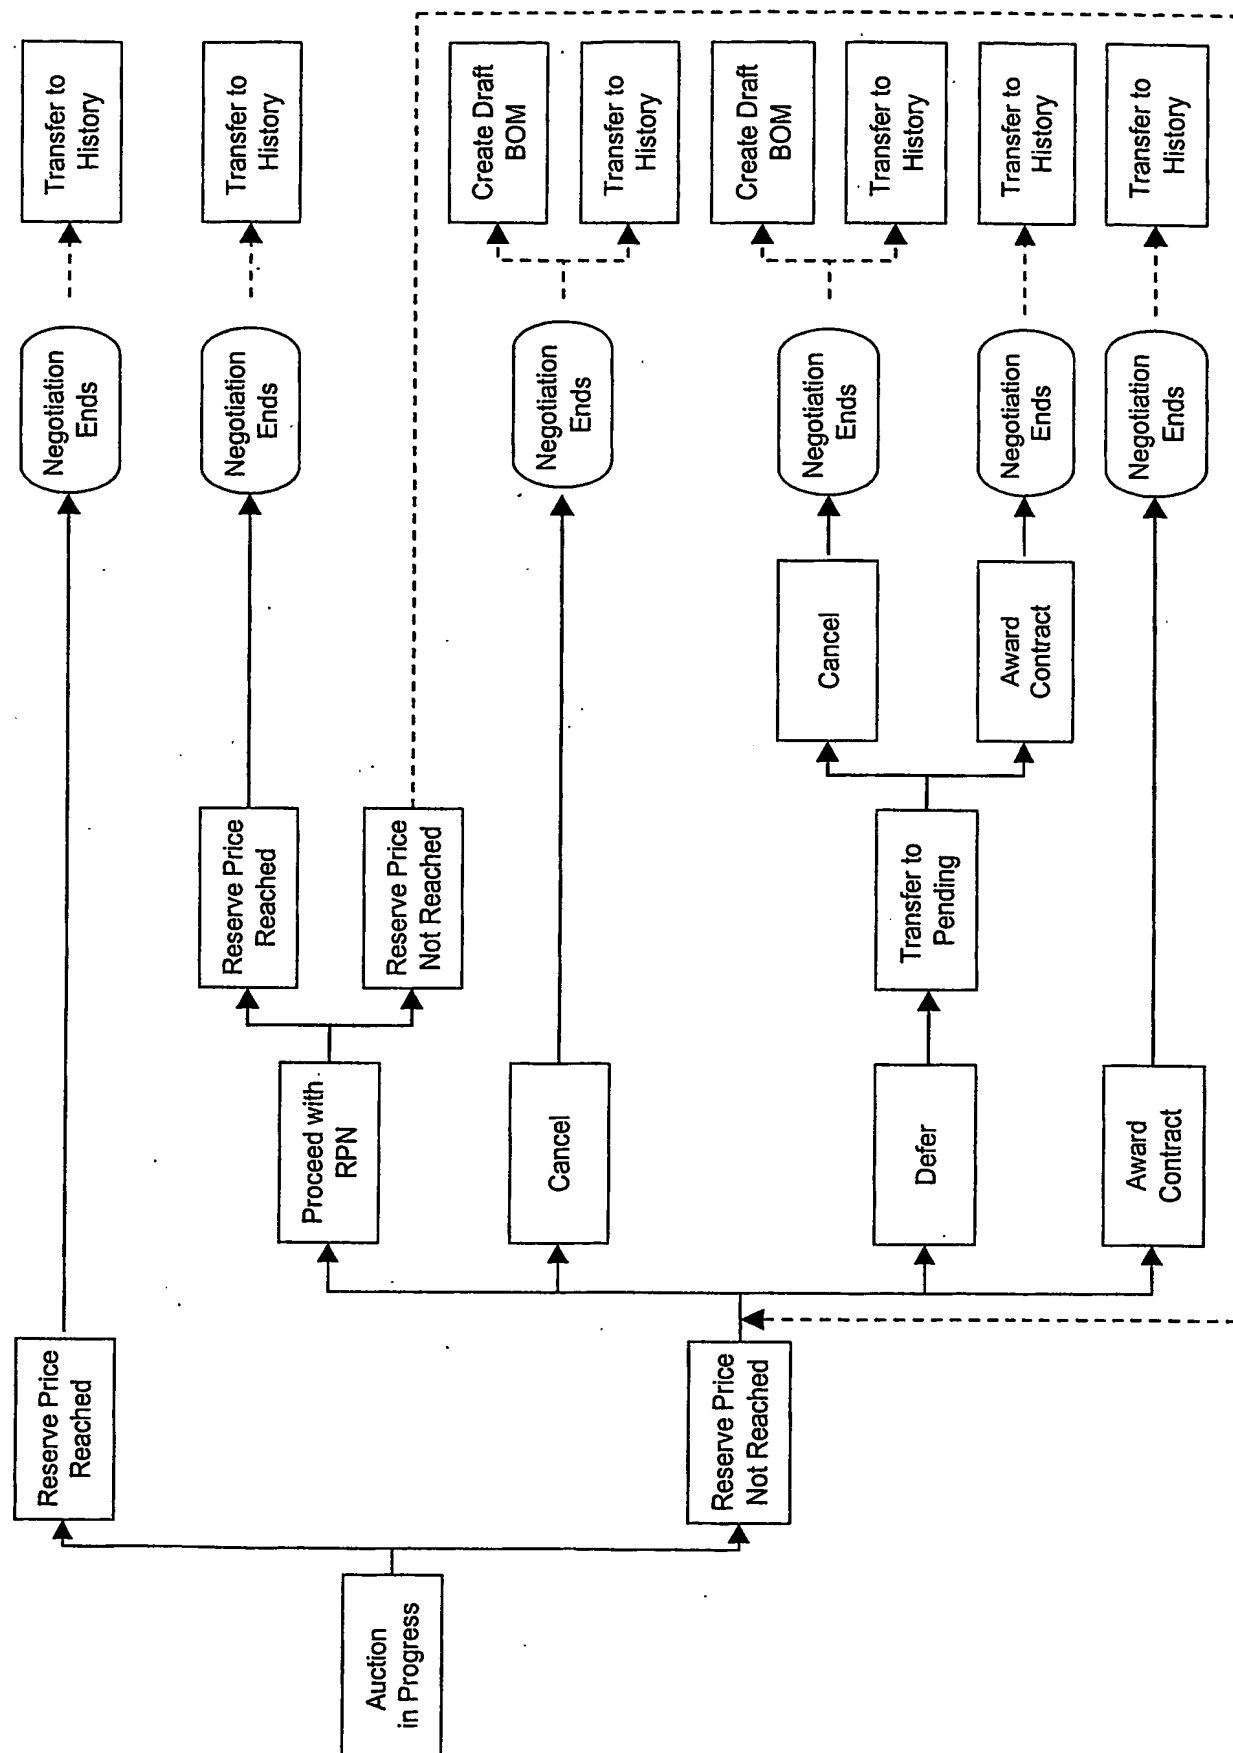 Auction
in Progress
Reserve Price
Reached
Reserve Price
Not Reached
Proceed with
RPN
Cancel
Defer
Award
Contract
Reserve Price
Reached
Reserve Price
Not Reached
Transfer to
Pending
Cancel
Award
Contract
Negotiation
Ends
Negotiation
Ends
Negotiation
Ends
Negotiation
Ends
Negotiation
Ends
Negotiation
Ends
Transfer to
History
Transfer to
History
Create Draft
BOM
Transfer to
History
Create Draft
BOM
Transfer to
History
Transfer to
History
Transfer to
History